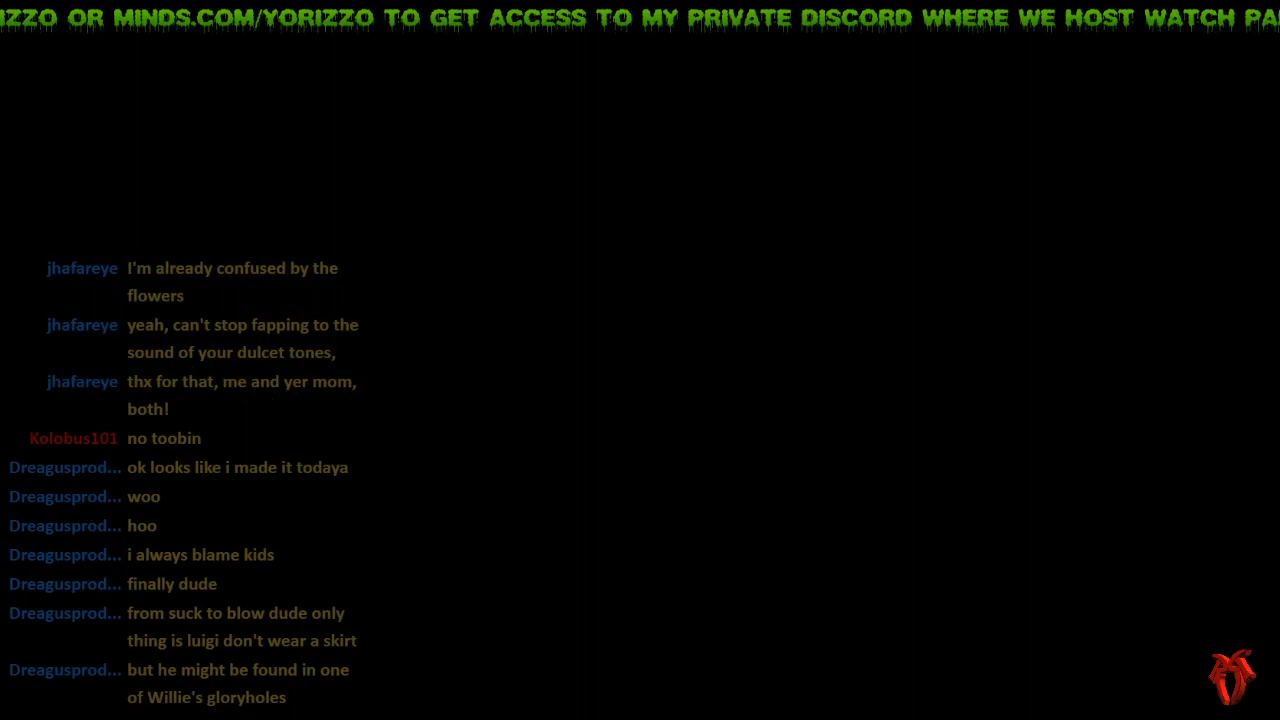 IZZO OR MINDS.COM/YORIZZO TO GET ACCESS TO MY PRIVATE DISCORD WHERE WE HOST WATCH PA
jhafareye I'm already confused by the
flowers
jhafareye yeah, can't stop fapping to the
sound of your dulcet tones,
jhafareye thx for that, me and yer mom,
both!
Kolobus101 no toobin
Dreagusprod... ok looks like i made it todaya
Dreagusprod... woo
Dreagusprod... hoo
Dreagusprod... i always blame kids
Dreagusprod... finally dude
Dreagusprod... from suck to blow dude only
thing is luigi don't wear a skirt
Dreagusprod... but he might be found in one
of Willie's gloryholes